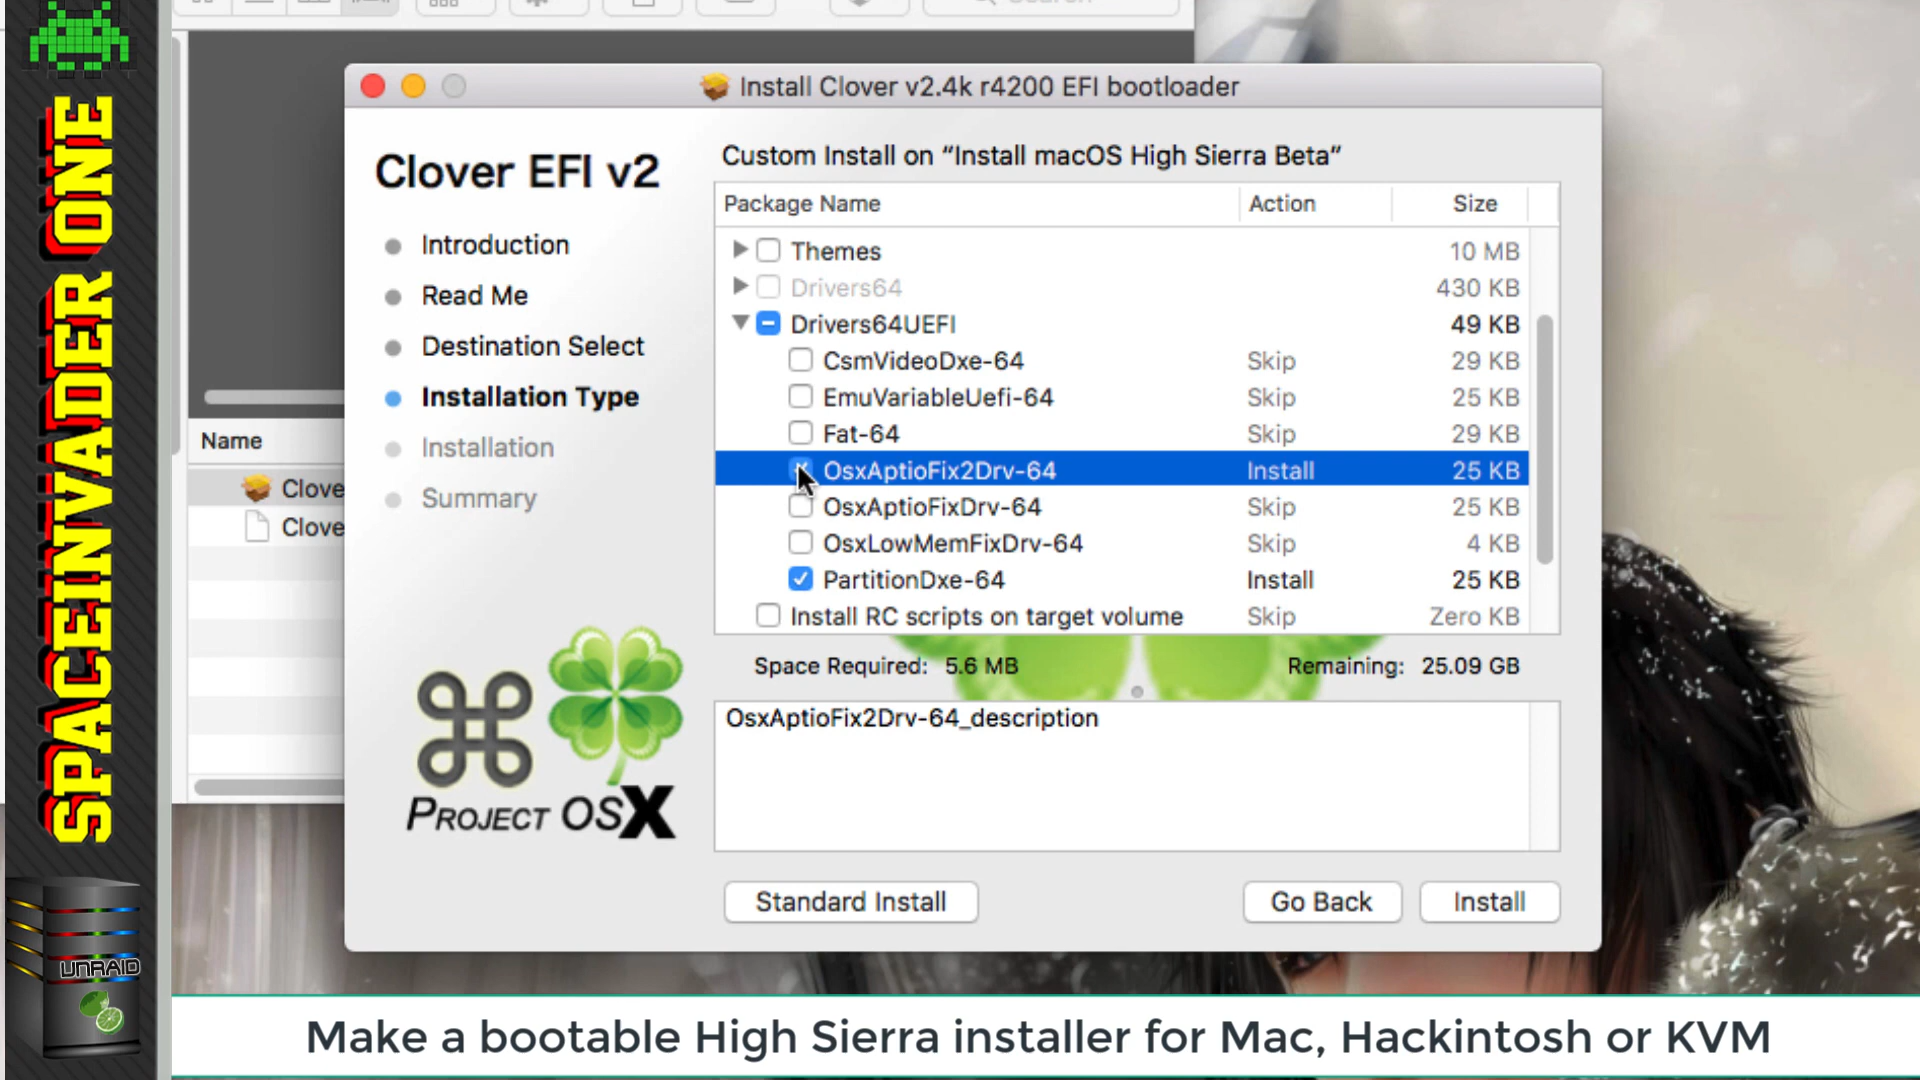 Search
SPACEINVADER ONE
UNRAID
Name
Clove
Clove
Install Clover v2.4k r4200 EFI bootloader
Clover EFI v2
Introduction
Read Me
Destination Select
Installation Type
Installation
Summary
PROJECT OSX
Custom Install on “Install macOS High Sierra Beta”
Package Name Action Size
Themes 10 MB
Drivers64 430 KB
Drivers64UEFI 49 KB
CsmVideoDxe-64 Skip 29 KB
EmuVariableUefi-64 Skip 25 KB
Fat-64 Skip 29 KB
OsxAptioFix2Drv-64 Install 25 KB
OsxAptioFixDrv-64 Skip 25 KB
OsxLowMemFixDrv-64 Skip 4 KB
PartitionDxe-64 Install 25 KB
Install RC scripts on target volume Skip Zero KB
Space Required: 5.6 MB Remaining: 25.09 GB
OsxAptioFix2Drv-64_description
Standard Install Go Back Install
Make a bootable High Sierra installer for Mac, Hackintosh or KVM